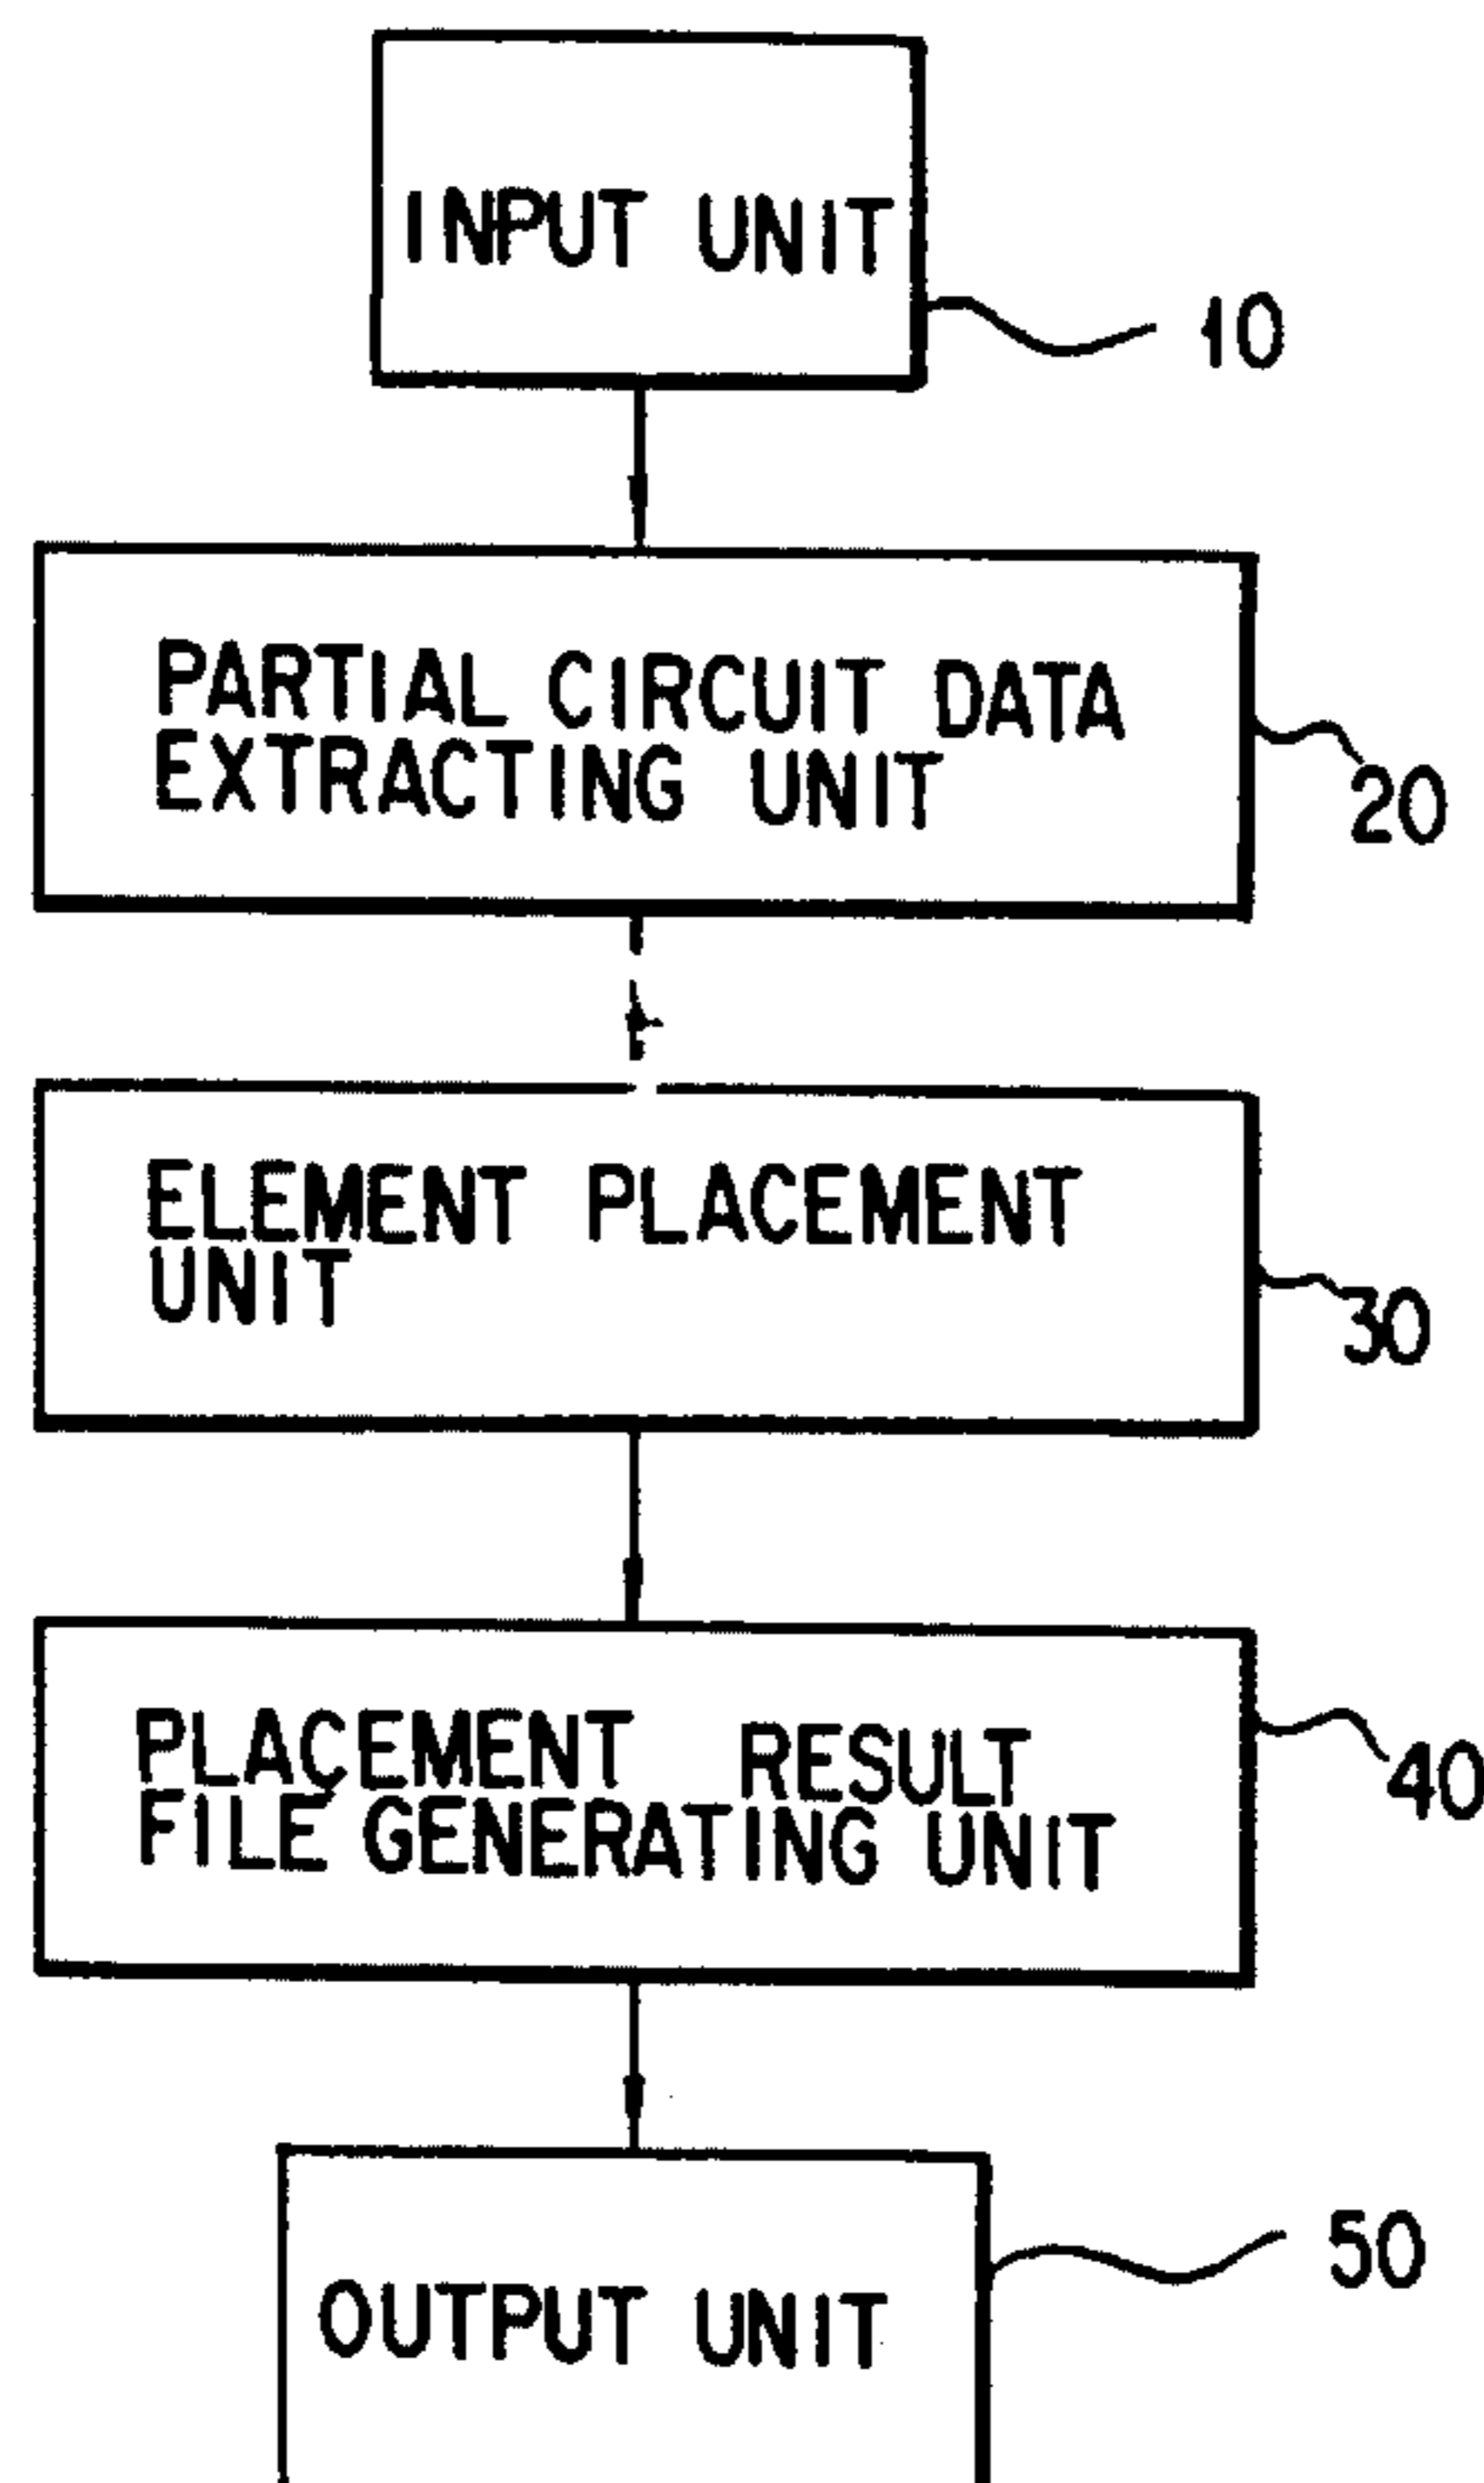 INPUT UNIT
10
PARTIAL CIRCUIT DATA
EXTRACTING UNIT
20
ELEMENT PLACEMENT
UNIT
30
PLACEMENT RESULT
FILE GENERATING UNIT
40
50
OUTPUT UNIT